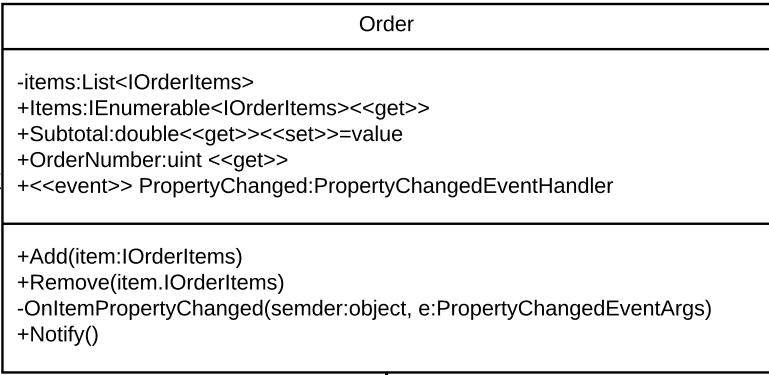 Order
-items:List<IOrderItems>
+Items:IEnumerable<IOrderItems><<get>>
+Subtotal:double<<get>><<set>>=value
+OrderNumber:uint <<get>>
+<<event>> PropertyChanged:PropertyChangedEventHandler
+Add(item:IOrderItems)
+Remove(item.IOrderItems)
-OnItemPropertyChanged(semder:object, e:PropertyChangedEventArgs)
+Notify()